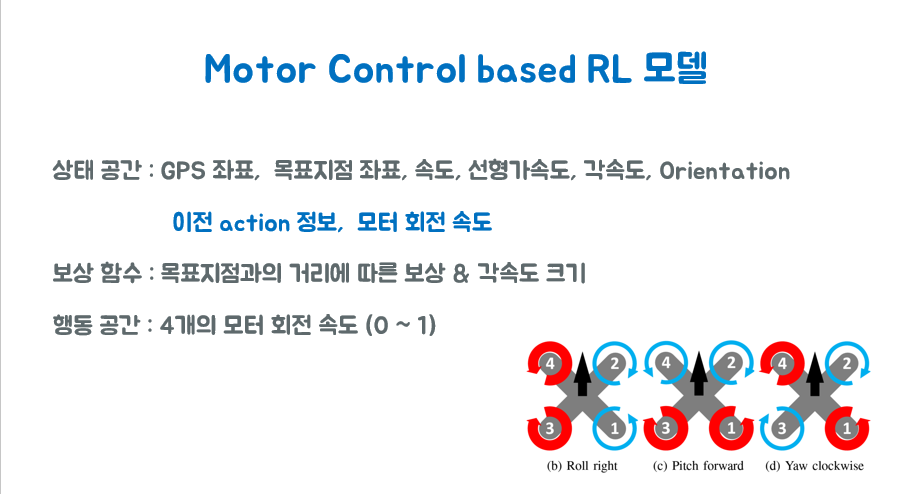 Motor Control based RL 모델
상태 공간 : GPS 좌표, 목표지점 좌표, 속도, 선형가속도, 각속도, Orientation
이전 action 정보, 모터 회전 속도
보상 함수 : 목표지점과의 거리에 따른 보상 & 각속도 크기
행동 공간 : 4개의 모터 회전 속도 (0 ~ 1)
4 2 4 2 4 2
3 1 3 1 3 1
(b) Roll right (c) Pitch forward (d) Yaw clockwise